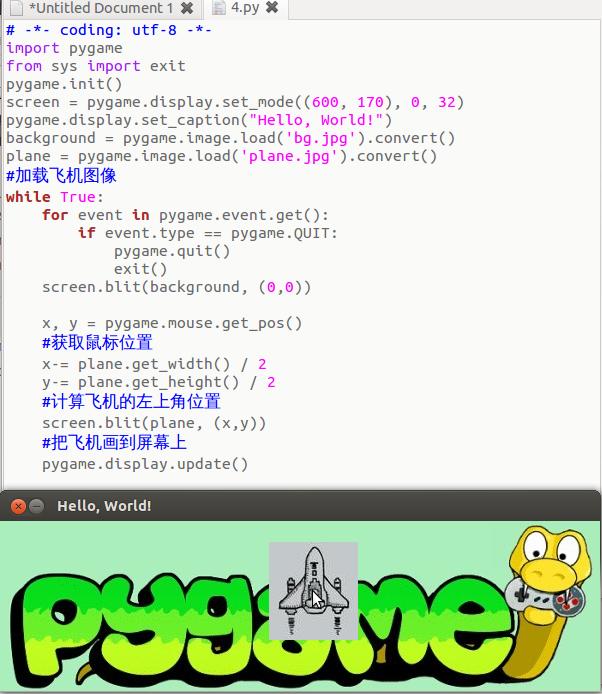 *Untitled Document 1
4.py
# -*- coding: utf-8 -*-
import pygame
from sys import exit
pygame.init()
screen = pygame.display.set_mode((600, 170), 0, 32)
pygame.display.set_caption("Hello, World!")
background = pygame.image.load('bg.jpg').convert()
plane = pygame.image.load('plane.jpg').convert()
#加载飞机图像
while True:
    for event in pygame.event.get():
        if event.type == pygame.QUIT:
            pygame.quit()
            exit()
    screen.blit(background, (0,0))
    x, y = pygame.mouse.get_pos()
    #获取鼠标位置
    x-= plane.get_width() / 2
    y-= plane.get_height() / 2
    #计算飞机的左上角位置
    screen.blit(plane, (x,y))
    #把飞机画到屏幕上
    pygame.display.update()
Hello, World!
pygame